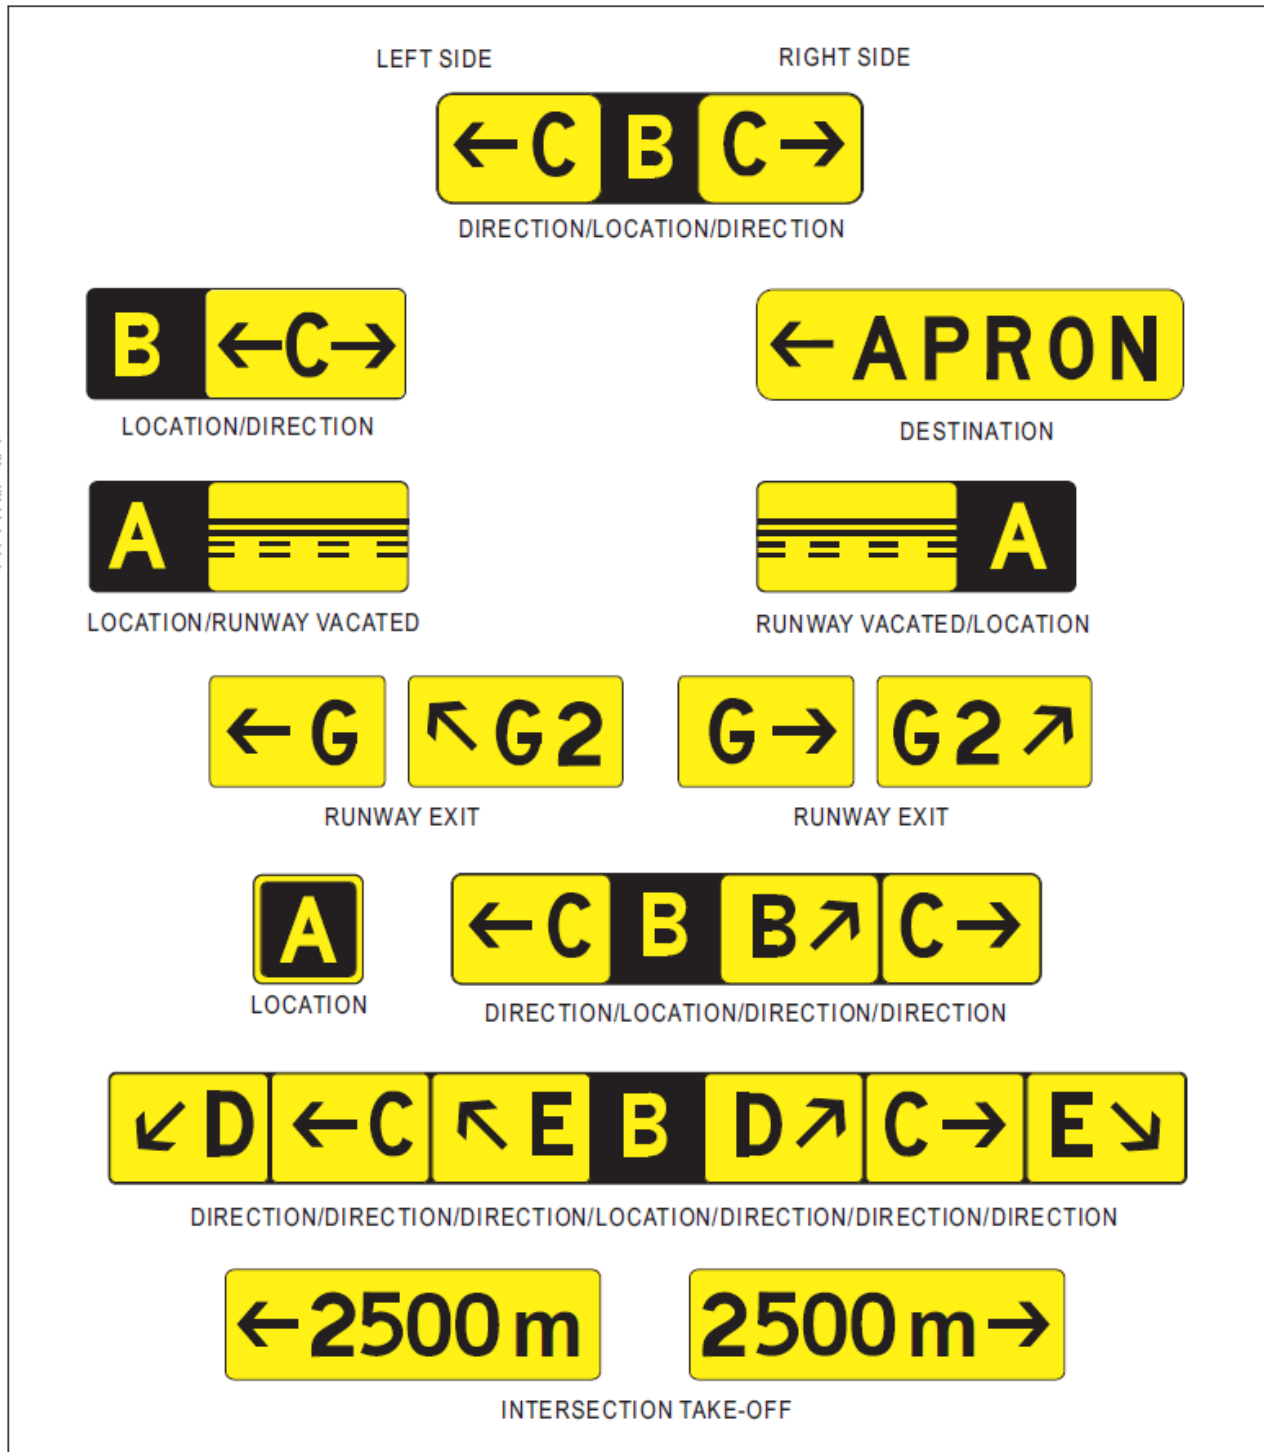 LEFT SIDE RIGHT SIDE
←C B C→
DIRECTION/LOCATION/DIRECTION
B ←C→ ←APRON
LOCATION/DIRECTION DESTINATION
A A
LOCATION/RUNWAY VACATED RUNWAY VACATED/LOCATION
←G ↖G2 G→ G2↗
RUNWAY EXIT RUNWAY EXIT
A ←C B B↗ C→
LOCATION DIRECTION/LOCATION/DIRECTION/DIRECTION
↙D ←C ↖E B D↗ C→ E↘
DIRECTION/DIRECTION/DIRECTION/LOCATION/DIRECTION/DIRECTION/DIRECTION
←2500 m 2500 m→
INTERSECTION TAKE-OFF